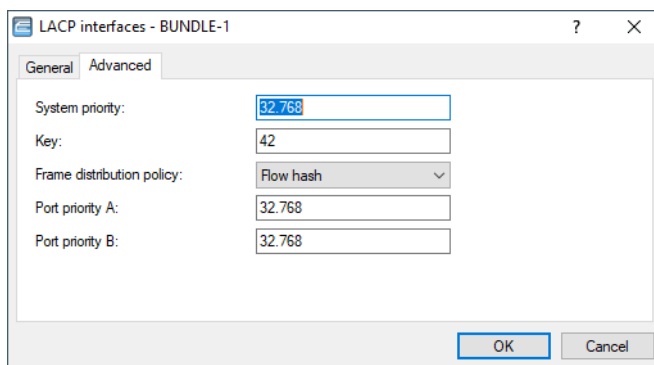 LACP interfaces - BUNDLE-1 ?
General Advanced
System priority: 32.768
Key: 42
Frame distribution policy: Flow hash
Port priority A: 32.768
Port priority B: 32.768
OK Cancel